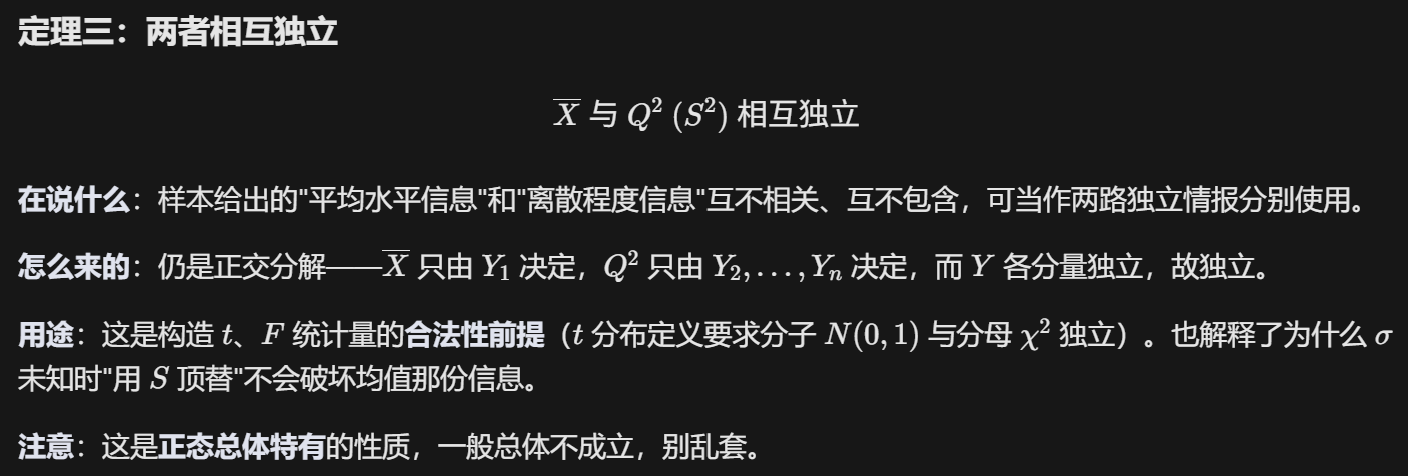 定理三：两者相互独立
X̅ 与 Q² (S²) 相互独立
在说什么：样本给出的"平均水平信息"和"离散程度信息"互不相关、互不包含，可当作两路独立情报分别使用。
怎么来的：仍是正交分解——X̅ 只由 Y₁ 决定，Q² 只由 Y₂, …, Yₙ 决定，而 Y 各分量独立，故独立。
用途：这是构造 t、F 统计量的合法性前提（t 分布定义要求分子 N(0, 1) 与分母 χ² 独立）。也解释了为什么 σ
未知时"用 S 顶替"不会破坏均值那份信息。
注意：这是正态总体特有的性质，一般总体不成立，别乱套。